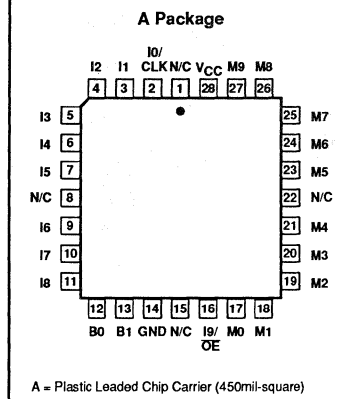 A Package
I0/
I2 I1 CLK N/C VCC M9 M8
4 3 2 1 28 27 26
I3 5 25 M7
I4 6 24 M6
I5 7 23 M5
N/C 8 22 N/C
I6 9 21 M4
I7 10 20 M3
I8 11 19 M2
12 13 14 15 16 17 18
B0 B1 GND N/C I9/ M0 M1
OE
A = Plastic Leaded Chip Carrier (450mil-square)